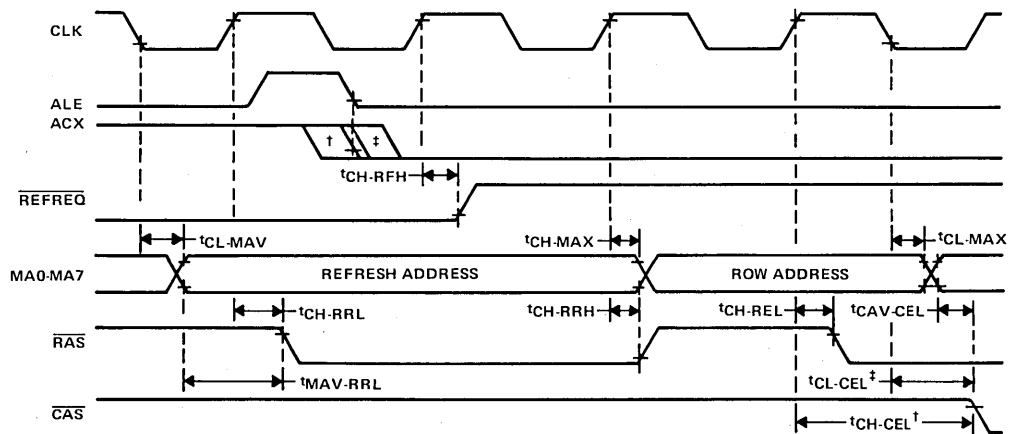 CLK
ALE
ACX
† ‡
tCH-RFH
REFREQ
tCL-MAV tCH-MAX tCL-MAX
MA0-MA7 REFRESH ADDRESS ROW ADDRESS
tCH-RRL tCH-RRH tCH-REL tCAV-CEL
RAS
tMAV-RRL tCL-CEL‡
CAS
tCH-CEL†